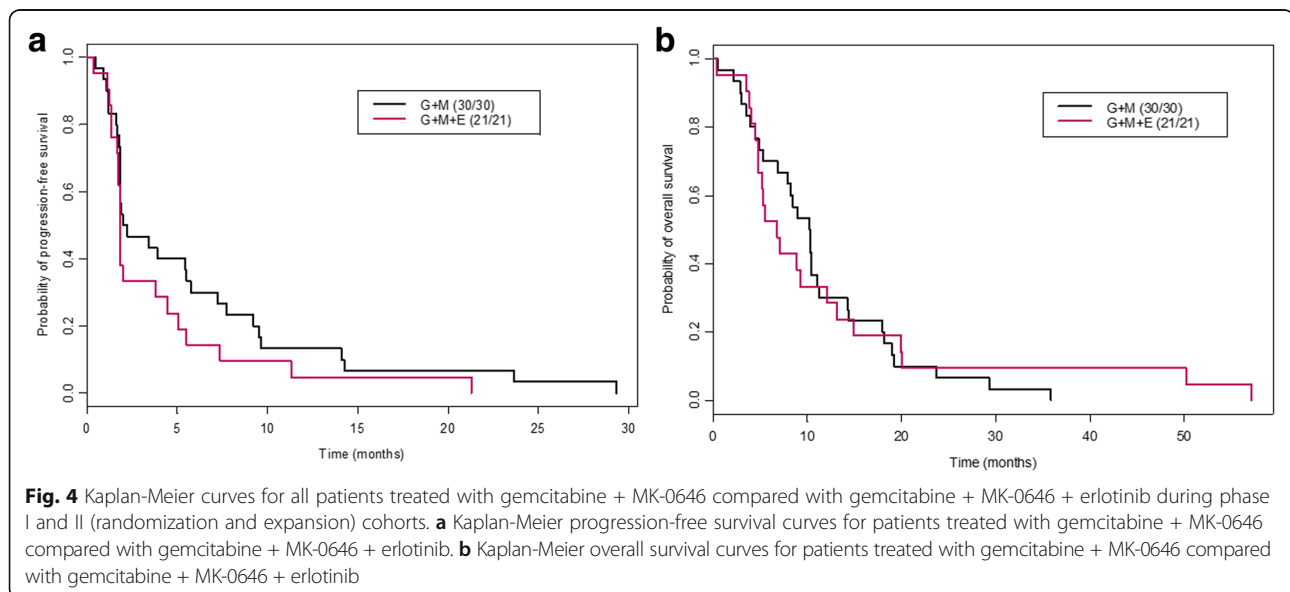 a
1.0
0.8
0.6
0.4
0.2
0.0
Probability of progression-free survival
G+M (30/30)
G+M+E (21/21)
0 5 10 15 20 25 30
Time (months)
b
1.0
0.8
0.6
0.4
0.2
0.0
Probability of overall survival
G+M (30/30)
G+M+E (21/21)
0 10 20 30 40 50
Time (months)
Fig. 4 Kaplan-Meier curves for all patients treated with gemcitabine + MK-0646 compared with gemcitabine + MK-0646 + erlotinib during phase
I and II (randomization and expansion) cohorts. a Kaplan-Meier progression-free survival curves for patients treated with gemcitabine + MK-0646
compared with gemcitabine + MK-0646 + erlotinib. b Kaplan-Meier overall survival curves for patients treated with gemcitabine + MK-0646 compared
with gemcitabine + MK-0646 + erlotinib